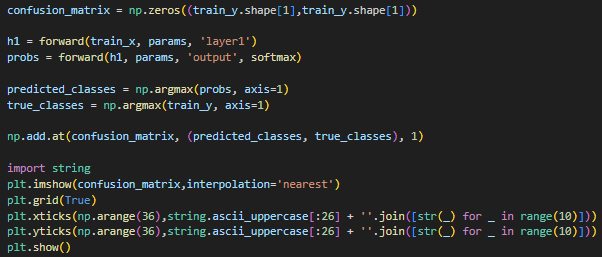 confusion_matrix = np.zeros((train_y.shape[1],train_y.shape[1]))
h1 = forward(train_x, params, 'layer1')
probs = forward(h1, params, 'output', softmax)
predicted_classes = np.argmax(probs, axis=1)
true_classes = np.argmax(train_y, axis=1)
np.add.at(confusion_matrix, (predicted_classes, true_classes), 1)
import string
plt.imshow(confusion_matrix,interpolation='nearest')
plt.grid(True)
plt.xticks(np.arange(36),string.ascii_uppercase[:26] + ''.join([str(_) for _ in range(10)]))
plt.yticks(np.arange(36),string.ascii_uppercase[:26] + ''.join([str(_) for _ in range(10)]))
plt.show()